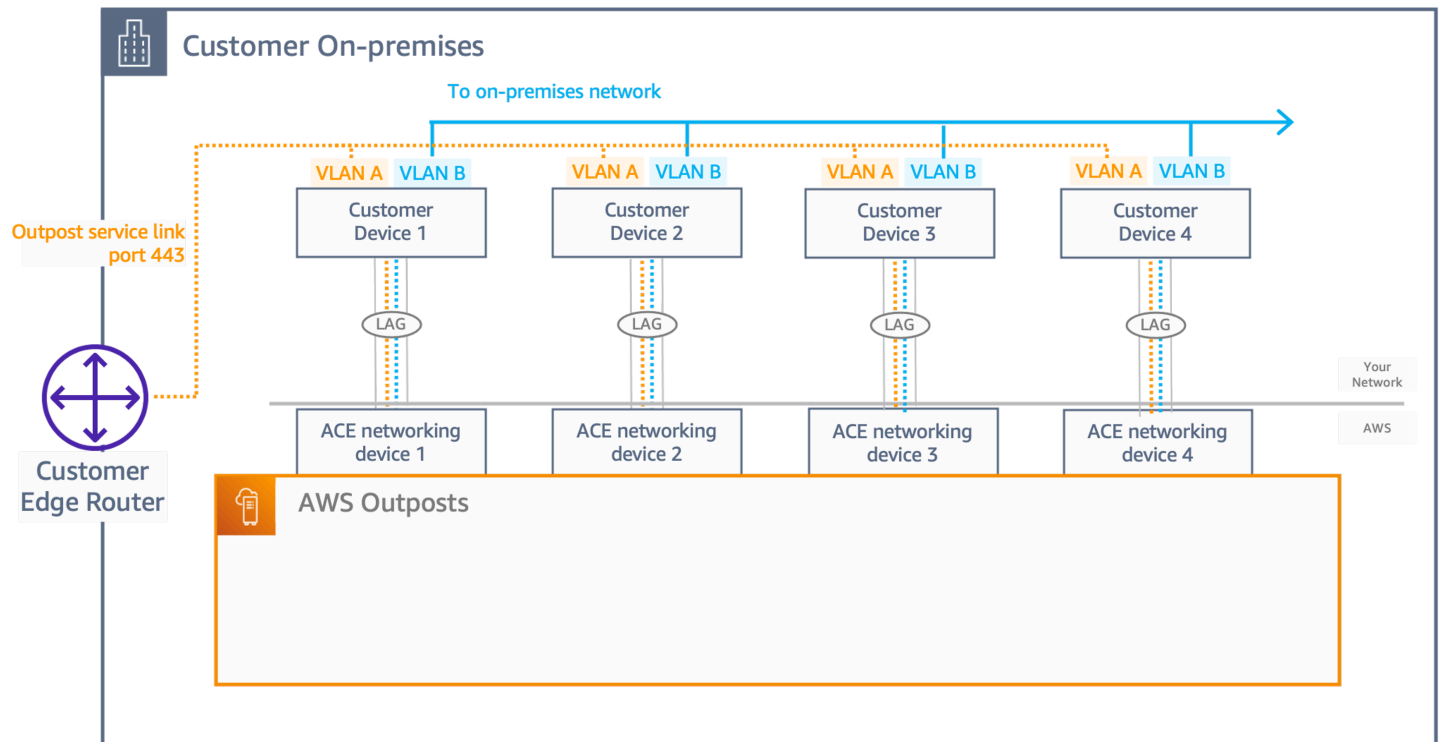 Customer On-premises
To on-premises network
VLAN A VLAN B
VLAN A VLAN B
VLAN A VLAN B
VLAN A VLAN B
Customer
Device 1
Customer
Device 2
Customer
Device 3
Customer
Device 4
Outpost service link
port 443
LAG
LAG
LAG
LAG
Your
Network
AWS
Customer
Edge Router
ACE networking
device 1
ACE networking
device 2
ACE networking
device 3
ACE networking
device 4
AWS Outposts